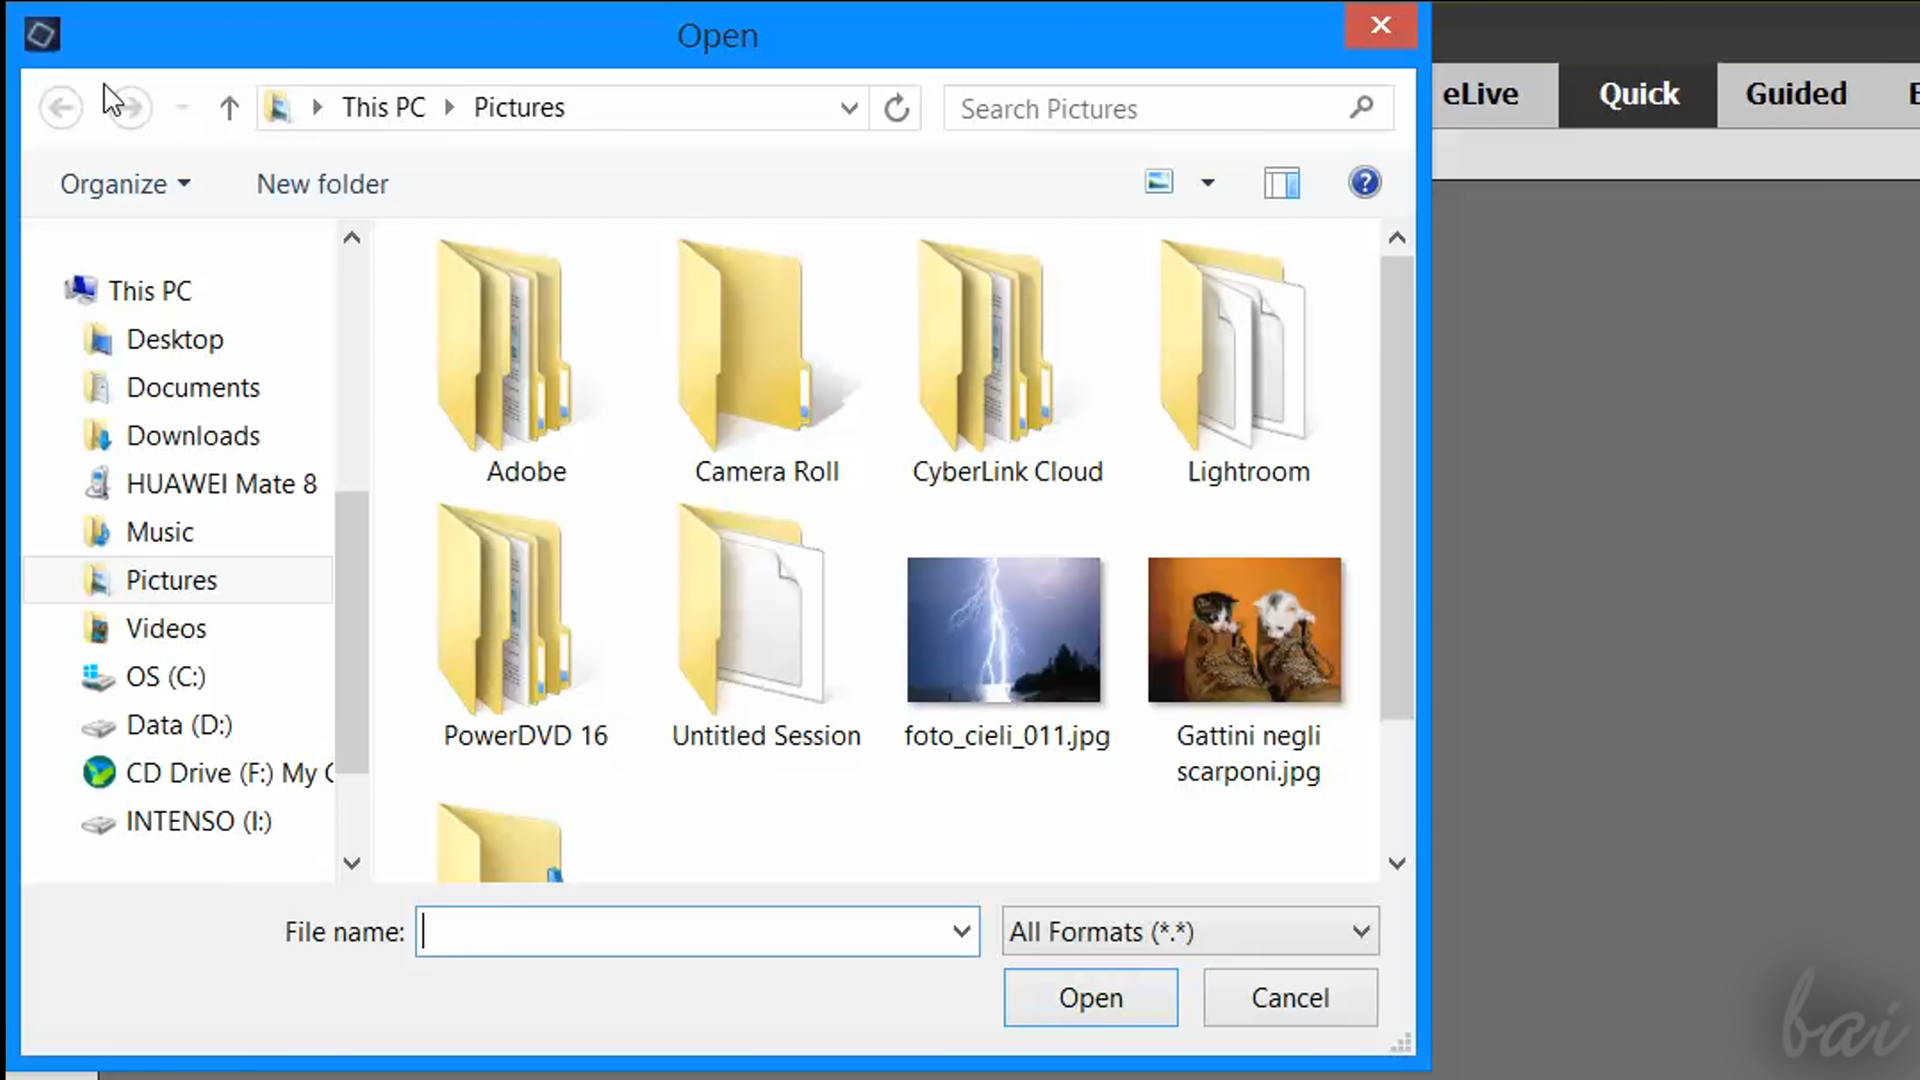 Open
eLive
Quick
Guided
This PC
Pictures
Search Pictures
Organize
New folder
This PC
Desktop
Documents
Downloads
HUAWEI Mate 8
Music
Pictures
Videos
OS (C:)
Data (D:)
CD Drive (F:) My
INTENSO (I:)
Adobe
Camera Roll
CyberLink Cloud
Lightroom
PowerDVD 16
Untitled Session
foto_cieli_011.jpg
Gattini negli
scarponi.jpg
File name:
All Formats (*.*)
Open
Cancel
bai